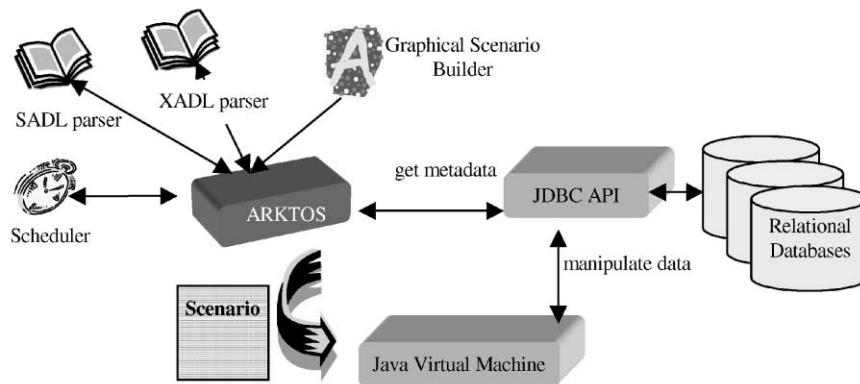 Graphical Scenario
Builder
XADL parser
SADL parser
get metadata
JDBC API
ARKTOS
Scheduler
Relational
Databases
manipulate data
Scenario
Java Virtual Machine